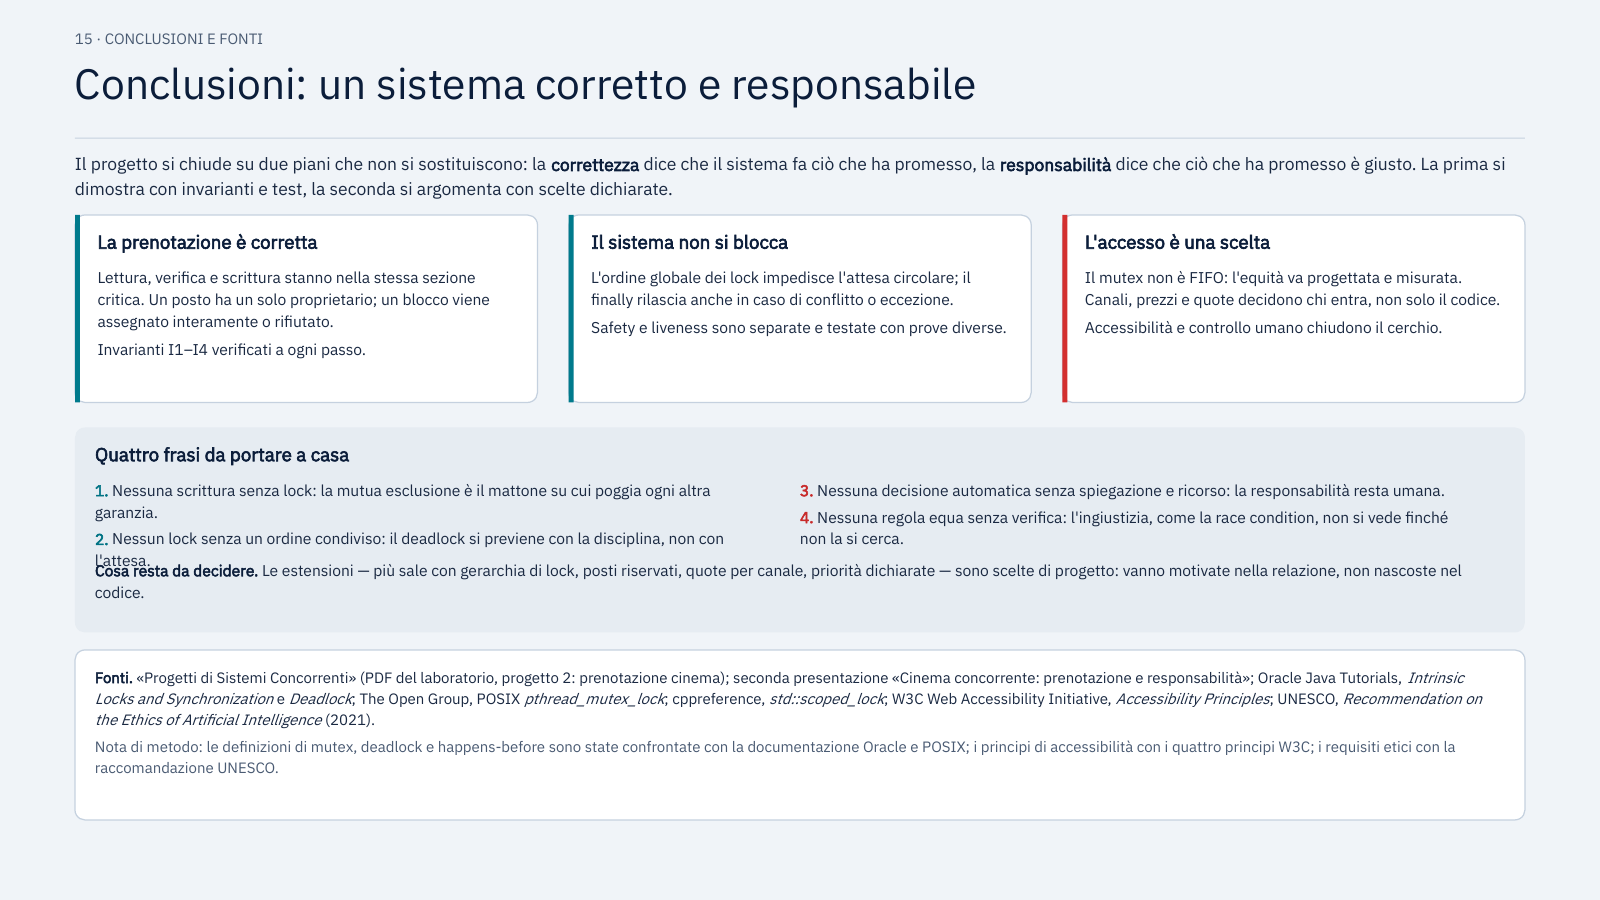 15 · CONCLUSIONI E FONTI
Conclusioni: un sistema corretto e responsabile
Il progetto si chiude su due piani che non si sostituiscono: la correttezza dice che il sistema fa ciò che ha promesso, la responsabilità dice che ciò che ha promesso è giusto. La prima si
dimostra con invarianti e test, la seconda si argomenta con scelte dichiarate.
La prenotazione è corretta
Lettura, verifica e scrittura stanno nella stessa sezione
critica. Un posto ha un solo proprietario; un blocco viene
assegnato interamente o rifiutato.
Invarianti I1–I4 verificati a ogni passo.
Il sistema non si blocca
L'ordine globale dei lock impedisce l'attesa circolare; il
finally rilascia anche in caso di conflitto o eccezione.
Safety e liveness sono separate e testate con prove diverse.
L'accesso è una scelta
Il mutex non è FIFO: l'equità va progettata e misurata.
Canali, prezzi e quote decidono chi entra, non solo il codice.
Accessibilità e controllo umano chiudono il cerchio.
Quattro frasi da portare a casa
1. Nessuna scrittura senza lock: la mutua esclusione è il mattone su cui poggia ogni altra
garanzia.
2. Nessun lock senza un ordine condiviso: il deadlock si previene con la disciplina, non con
l'attesa.
3. Nessuna decisione automatica senza spiegazione e ricorso: la responsabilità resta umana.
4. Nessuna regola equa senza verifica: l'ingiustizia, come la race condition, non si vede finché
non la si cerca.
Cosa resta da decidere. Le estensioni — più sale con gerarchia di lock, posti riservati, quote per canale, priorità dichiarate — sono scelte di progetto: vanno motivate nella relazione, non nascoste nel
codice.
Fonti. «Progetti di Sistemi Concorrenti» (PDF del laboratorio, progetto 2: prenotazione cinema); seconda presentazione «Cinema concorrente: prenotazione e responsabilità»; Oracle Java Tutorials, Intrinsic
Locks and Synchronization e Deadlock; The Open Group, POSIX pthread_mutex_lock; cppreference, std::scoped_lock; W3C Web Accessibility Initiative, Accessibility Principles; UNESCO, Recommendation on
the Ethics of Artificial Intelligence (2021).
Nota di metodo: le definizioni di mutex, deadlock e happens-before sono state confrontate con la documentazione Oracle e POSIX; i principi di accessibilità con i quattro principi W3C; i requisiti etici con la
raccomandazione UNESCO.